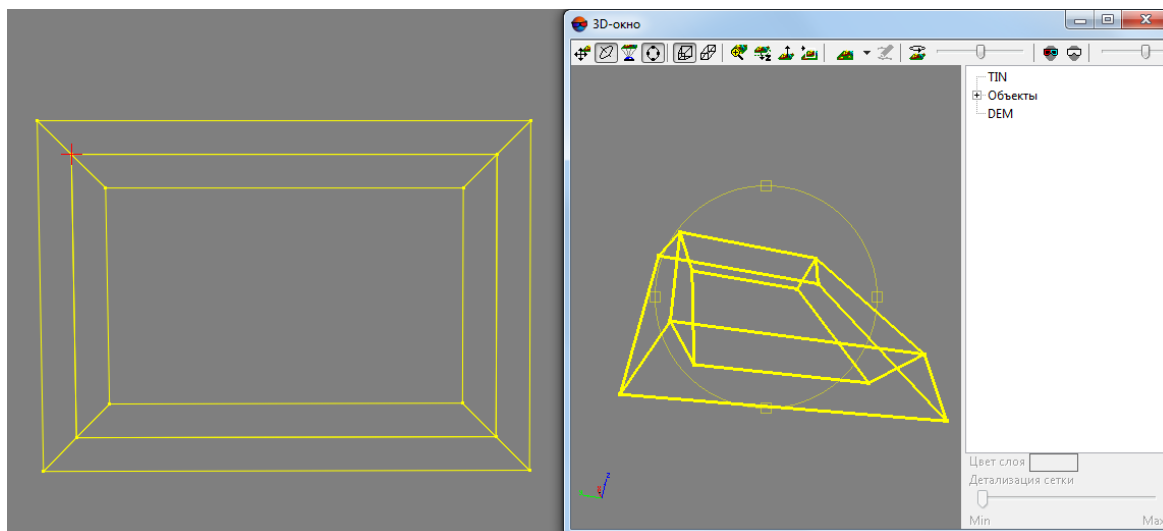 3D-окно
TIN
Объекты
DEM
Цвет слоя
Детализация сетки
Min
Max